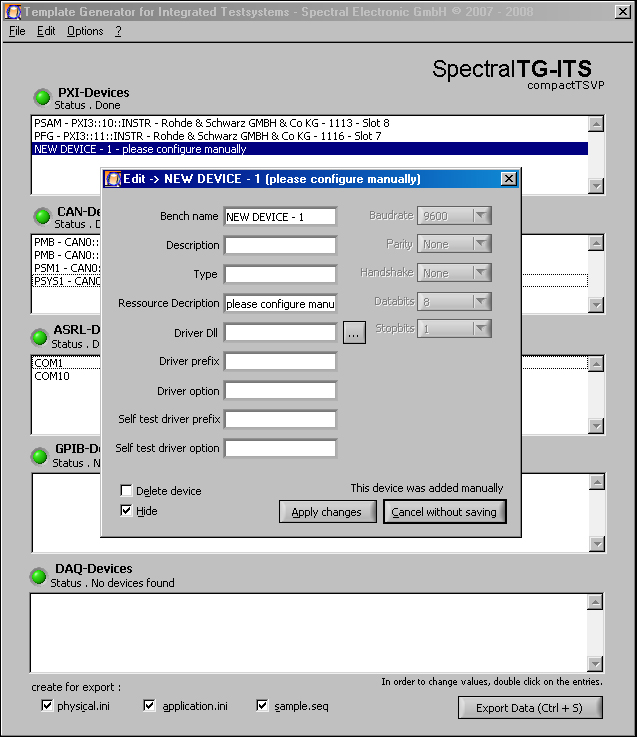 Template Generator for Integrated Testsystems - Spectral Electronic GmbH © 2007 - 2008
File Edit Options ?
SpectralTG-ITS
compactTSVP
PXI-Devices
Status . Done
PSAM - PXI3::10::INSTR - Rohde & Schwarz GMBH & Co KG - 1113 - Slot 8
PFG - PXI3::11::INSTR - Rohde & Schwarz GMBH & Co KG - 1116 - Slot 7
NEW DEVICE - 1 - please configure manually
CAN-De
Status . D
PMB - CAN0::
PMB - CAN0::
PSM1 - CAN0:
PSYS1 - CAN0
ASRL-D
Status . D
COM1
COM10
GPIB-D
Status . N
Edit -> NEW DEVICE - 1 (please configure manually)
Bench name NEW DEVICE - 1
Description
Type
Ressource Decription please configure manu
Driver Dll ...
Driver prefix
Driver option
Self test driver prefix
Self test driver option
Baudrate 9600
Parity None
Handshake None
Databits 8
Stopbits 1
Delete device
Hide
This device was added manually
Apply changes Cancel without saving
DAQ-Devices
Status . No devices found
In order to change values, double click on the entries.
create for export :
physical.ini application.ini sample.seq
Export Data (Ctrl + S)